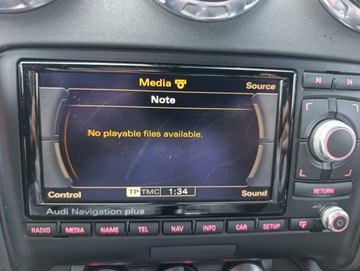 Media
Source
Note
No playable files available.
Control
TP TMC 1:34
Sound
Audi Navigation plus
RETURN
RADIO MEDIA NAME TEL NAV INFO CAR SETUP